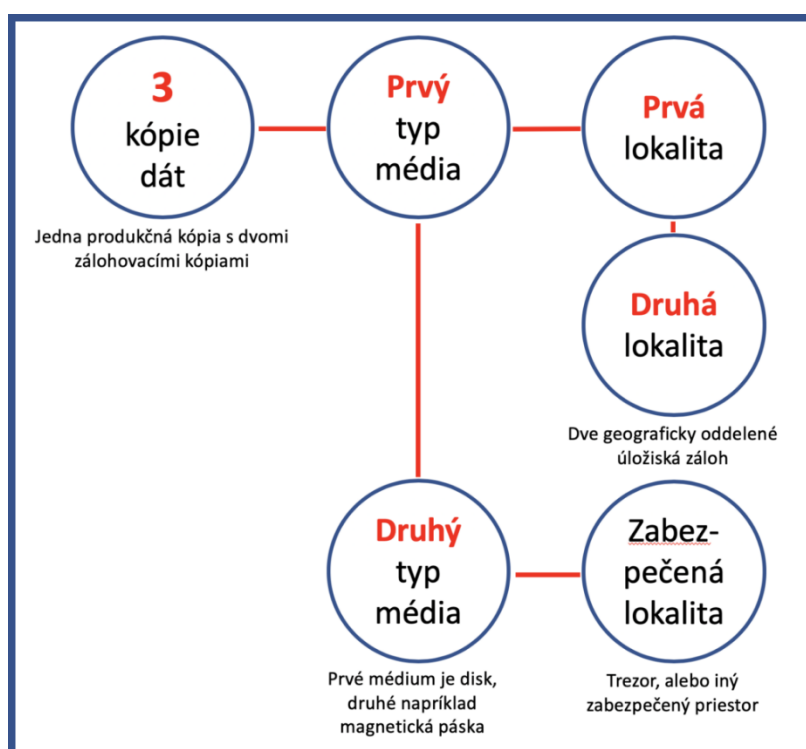 3
kópie
dát
Jedna produkčná kópia s dvomi
zálohovacími kópiami
Prvý
typ
média
Prvá
lokalita
Druhá
lokalita
Dve geograficky oddelené
úložiská záloh
Druhý
typ
média
Prvé médium je disk,
druhé napríklad
magnetická páska
Zabez-
pečená
lokalita
Trezor, alebo iný
zabezpečený priestor